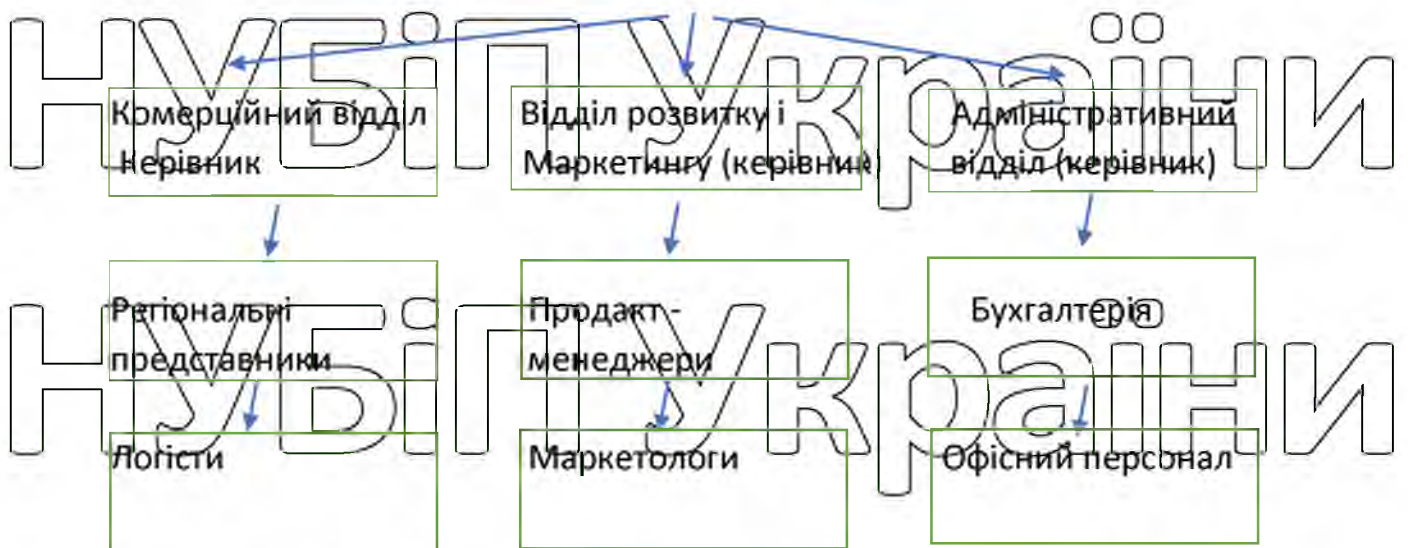 НУБіП України
Комерційний відділ
Керівник
Відділ розвитку і
Маркетингу (керівник)
Адміністративний
відділ (керівник)
НУБіП України
Регіональні
представники
Продакт -
менеджери
Бухгалтерія
Логісти
Маркетологи
Офісний персонал